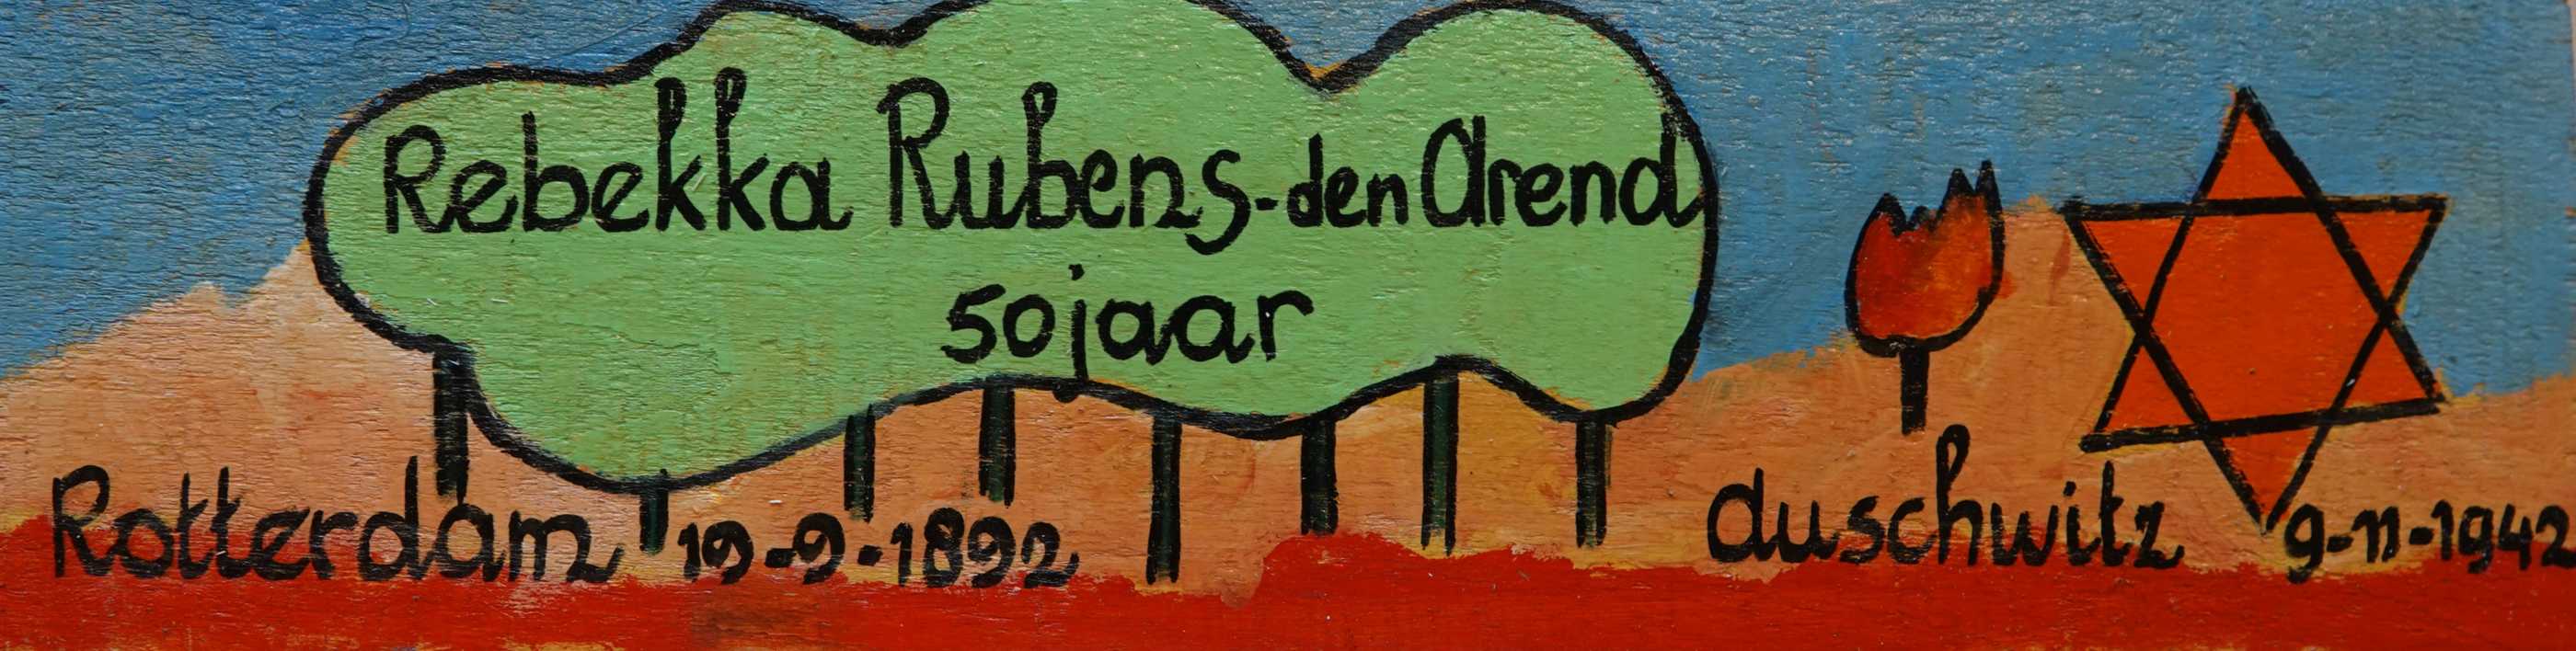 Rebekka Rubens-den Arend
50 jaar
Rotterdam 19-9-1892
Auschwitz 9-11-1942